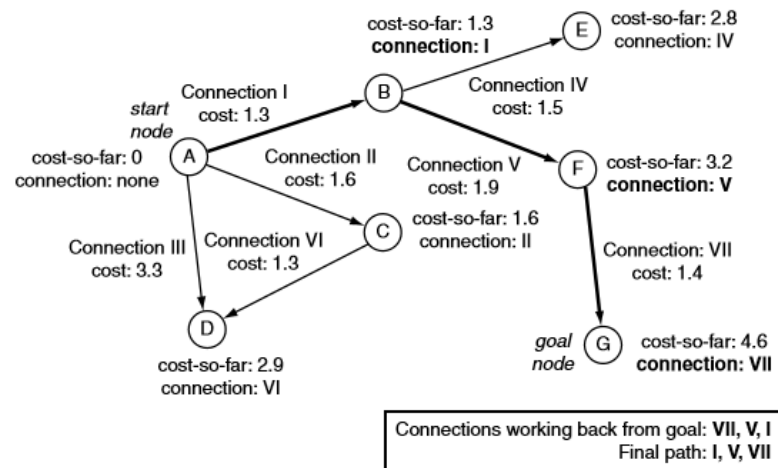 cost-so-far: 1.3
connection: I
E
cost-so-far: 2.8
connection: IV
Connection I
cost: 1.3
B
Connection IV
cost: 1.5
start
node
A
cost-so-far: 0
connection: none
Connection II
cost: 1.6
Connection V
cost: 1.9
F
cost-so-far: 3.2
connection: V
Connection III
cost: 3.3
Connection VI
cost: 1.3
C
cost-so-far: 1.6
connection: II
Connection: VII
cost: 1.4
D
cost-so-far: 2.9
connection: VI
goal
node
G
cost-so-far: 4.6
connection: VII
Connections working back from goal: VII, V, I
Final path: I, V, VII